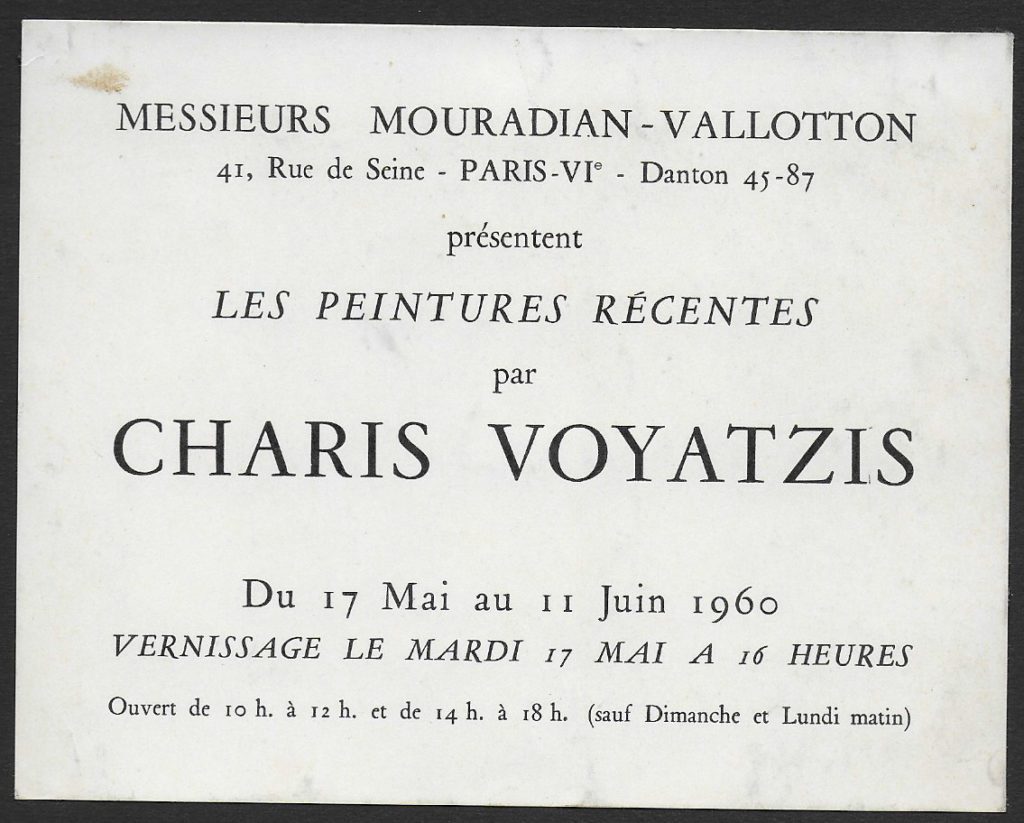 MESSIEURS MOURADIAN-VALLOTTON
41, Rue de Seine - PARIS-VIe - Danton 45-87
présentent
LES PEINTURES RÉCENTES
par
CHARIS VOYATZIS
Du 17 Mai au 11 Juin 1960
VERNISSAGE LE MARDI 17 MAI A 16 HEURES
Ouvert de 10 h. à 12 h. et de 14 h. à 18 h. (sauf Dimanche et Lundi matin)